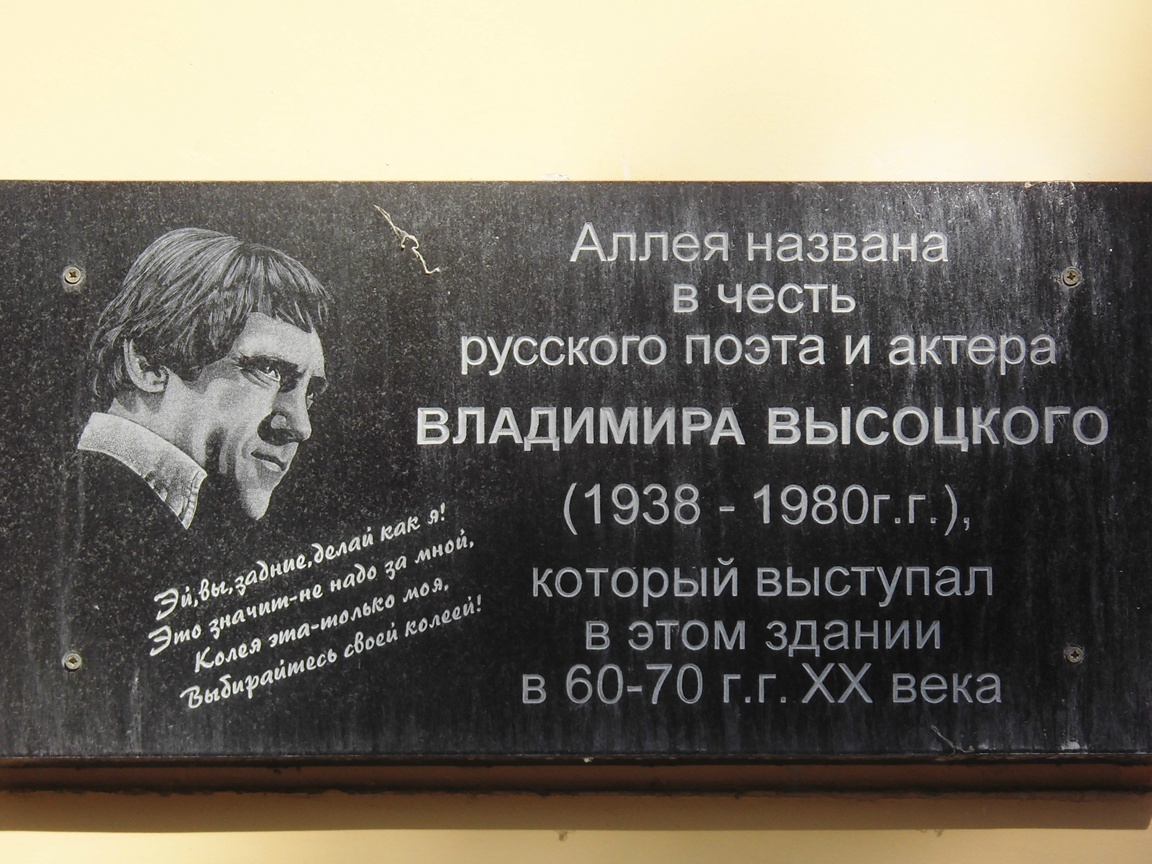 Аллея названа
в честь
русского поэта и актера
ВЛАДИМИРА ВЫСОЦКОГО
(1938 - 1980г.г.),
который выступал
в этом здании
в 60-70 г.г. XX века
Эй,вы,задние,делай как я!
Это значит-не надо за мной,
Колея эта-только моя,
Выбирайтесь своей колеей!